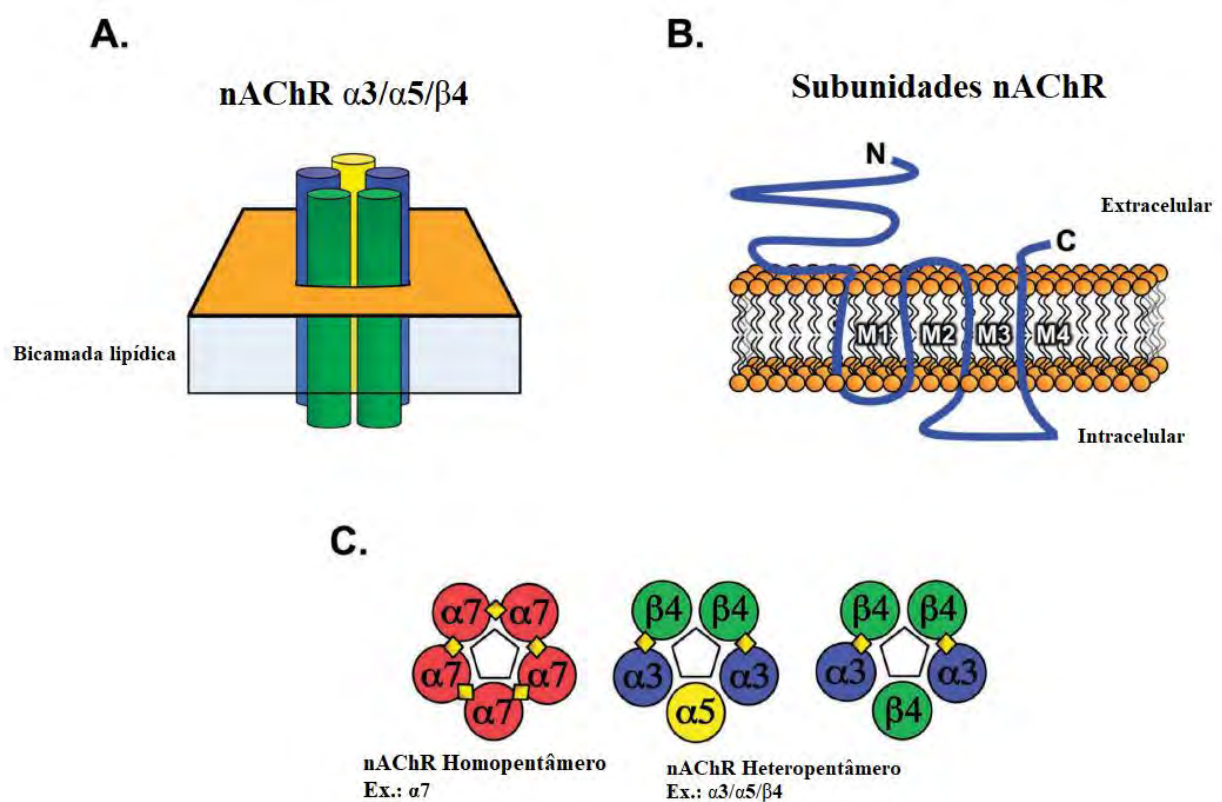 A.
nAChR α3/α5/β4
Bicamada lipídica
B.
Subunidades nAChR
N
Extracelular
C
M1 M2 M3 M4
Intracelular
C.
α7 α7
α7 α7
α7
nAChR Homopentâmero
Ex.: α7
β4 β4
α3 α3
α5
nAChR Heteropentâmero
Ex.: α3/α5/β4
β4 β4
α3 α3
β4